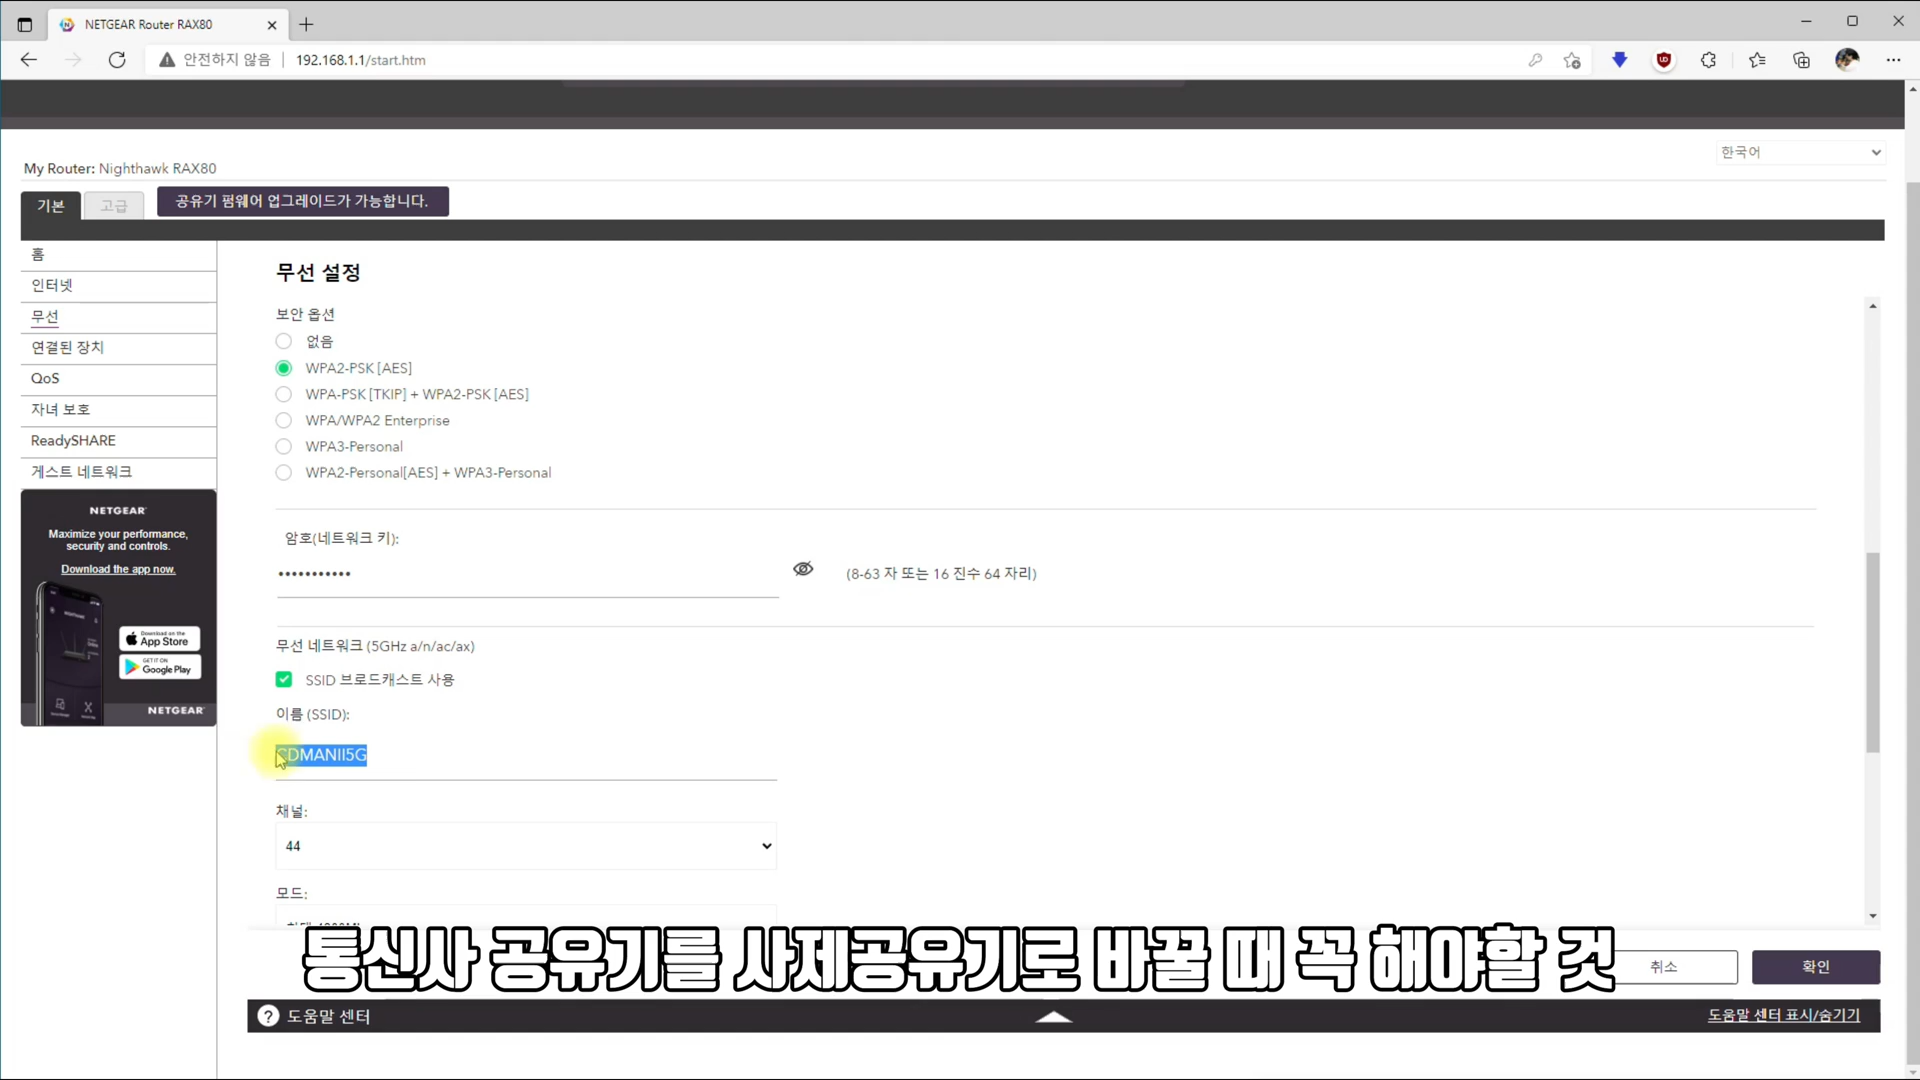 NETGEAR Router RAX80
안전하지 않음
192.168.1.1/start.htm
My Router: Nighthawk RAX80
한국어
기본
고급
공유기 펌웨어 업그레이드가 가능합니다.
홈
인터넷
무선
연결된 장치
QoS
자녀 보호
ReadySHARE
게스트 네트워크
NETGEAR
Maximize your performance,
security and controls.
Download the app now.
Download on the
App Store
GET IT ON
Google Play
NETGEAR
무선 설정
보안 옵션
없음
WPA2-PSK [AES]
WPA-PSK [TKIP] + WPA2-PSK [AES]
WPA/WPA2 Enterprise
WPA3-Personal
WPA2-Personal[AES] + WPA3-Personal
암호(네트워크 키):
•••••••••••
(8-63 자 또는 16 진수 64 자리)
무선 네트워크 (5GHz a/n/ac/ax)
SSID 브로드캐스트 사용
이름 (SSID):
CDMANII5G
채널:
44
모드:
통신사 공유기를 사제공유기로 바꿀 때 꼭 해야할 것
취소
확인
? 도움말 센터
도움말 센터 표시/숨기기